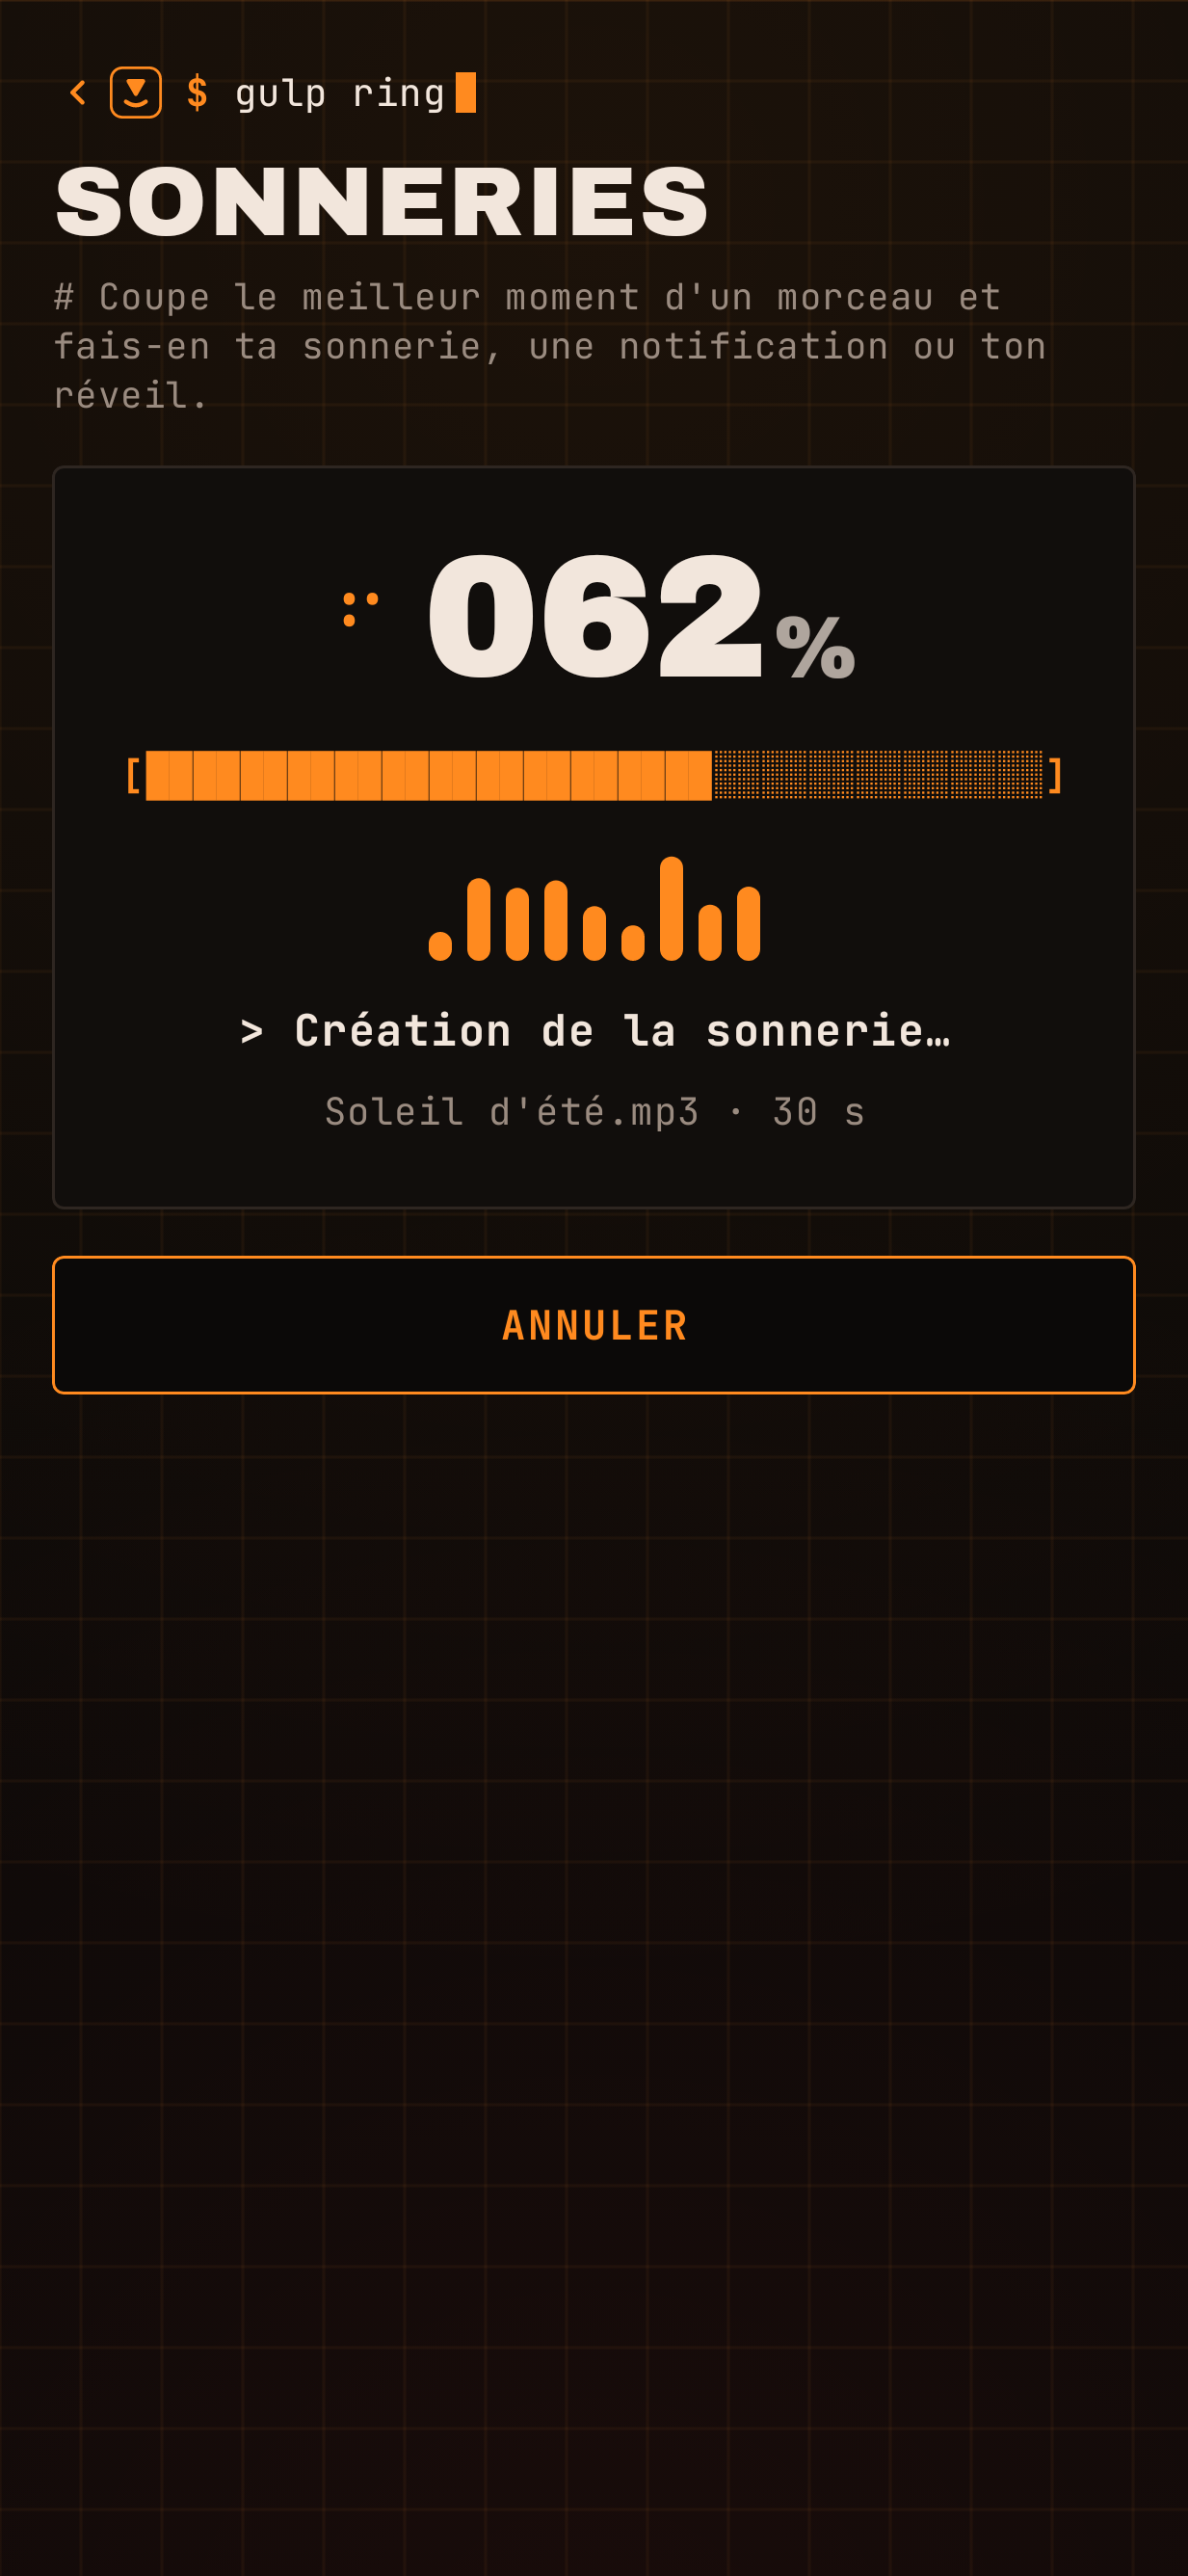 $ gulp ring
SONNERIES
# Coupe le meilleur moment d'un morceau et
fais-en ta sonnerie, une notification ou ton
réveil.
062%
[████████████████████████░░░░░░░░░░░░░░]
> Création de la sonnerie…
Soleil d'été.mp3 · 30 s
ANNULER